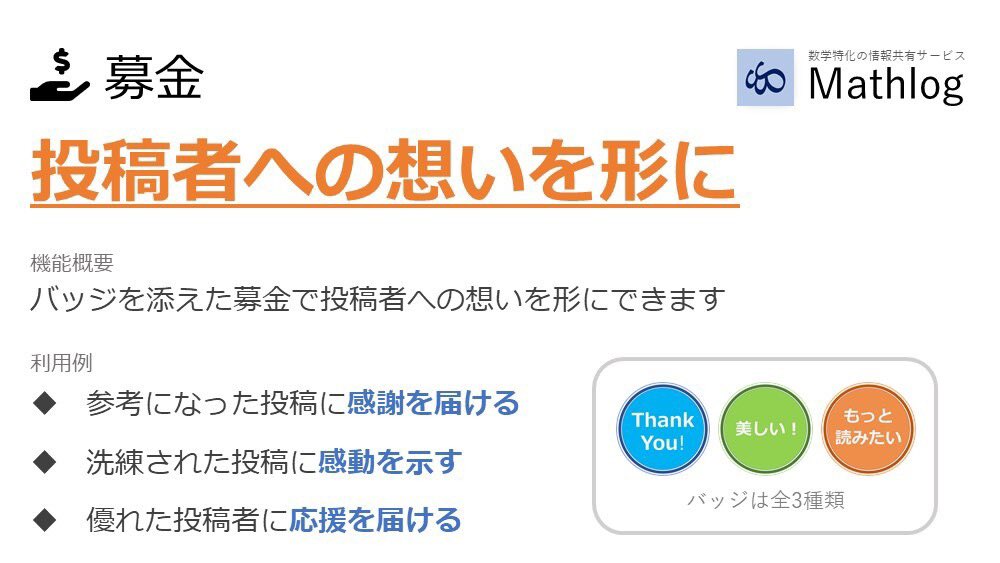 募金
数学特化の情報共有サービス
Mathlog
投稿者への想いを形に
機能概要
バッジを添えた募金で投稿者への想いを形にできます
利用例
◆ 参考になった投稿に感謝を届ける
◆ 洗練された投稿に感動を示す
◆ 優れた投稿者に応援を届ける
Thank
You!
美しい！
もっと
読みたい
バッジは全3種類